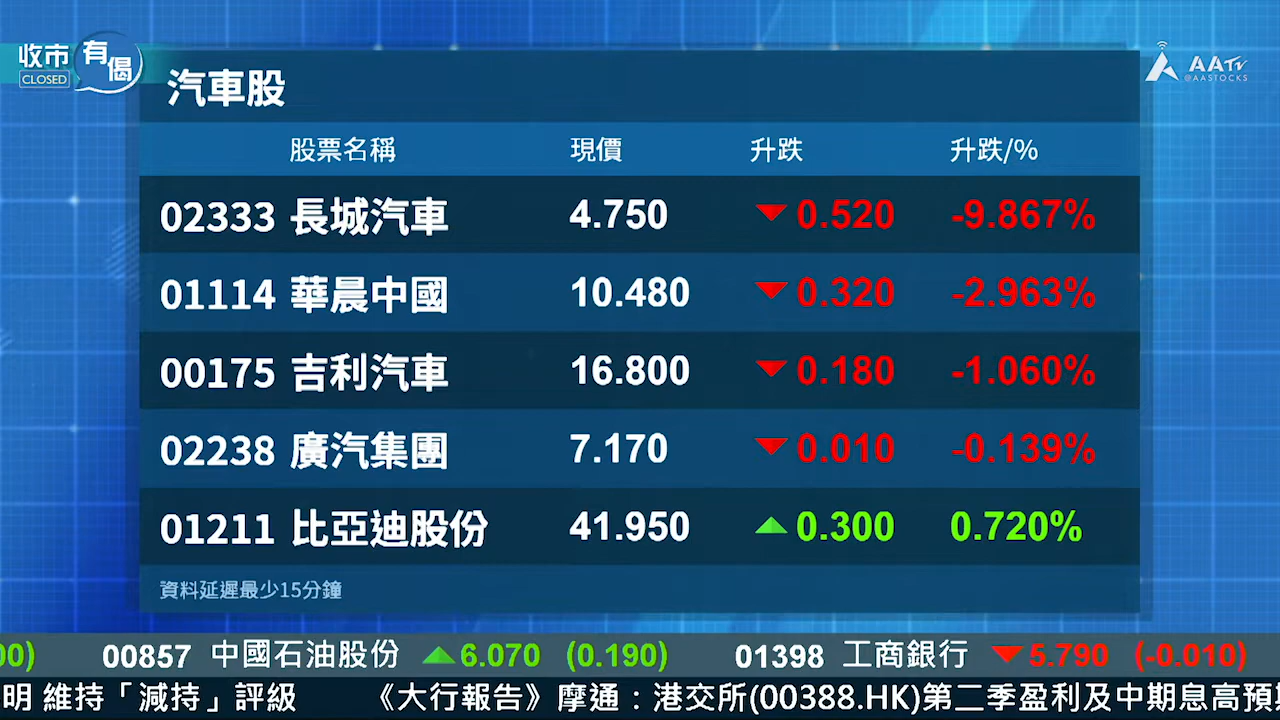 收市 有偈
CLOSED
AATV
@AASTOCKS
汽車股
股票名稱 現價 升跌 升跌/%
02333 長城汽車 4.750 ▼ 0.520 -9.867%
01114 華晨中國 10.480 ▼ 0.320 -2.963%
00175 吉利汽車 16.800 ▼ 0.180 -1.060%
02238 廣汽集團 7.170 ▼ 0.010 -0.139%
01211 比亞迪股份 41.950 ▲ 0.300 0.720%
資料延遲最少15分鐘
00) 00857 中國石油股份 ▲ 6.070 (0.190) 01398 工商銀行 ▼ 5.790 (-0.010)
明 維持「減持」評級 《大行報告》摩通：港交所(00388.HK)第二季盈利及中期息高預期